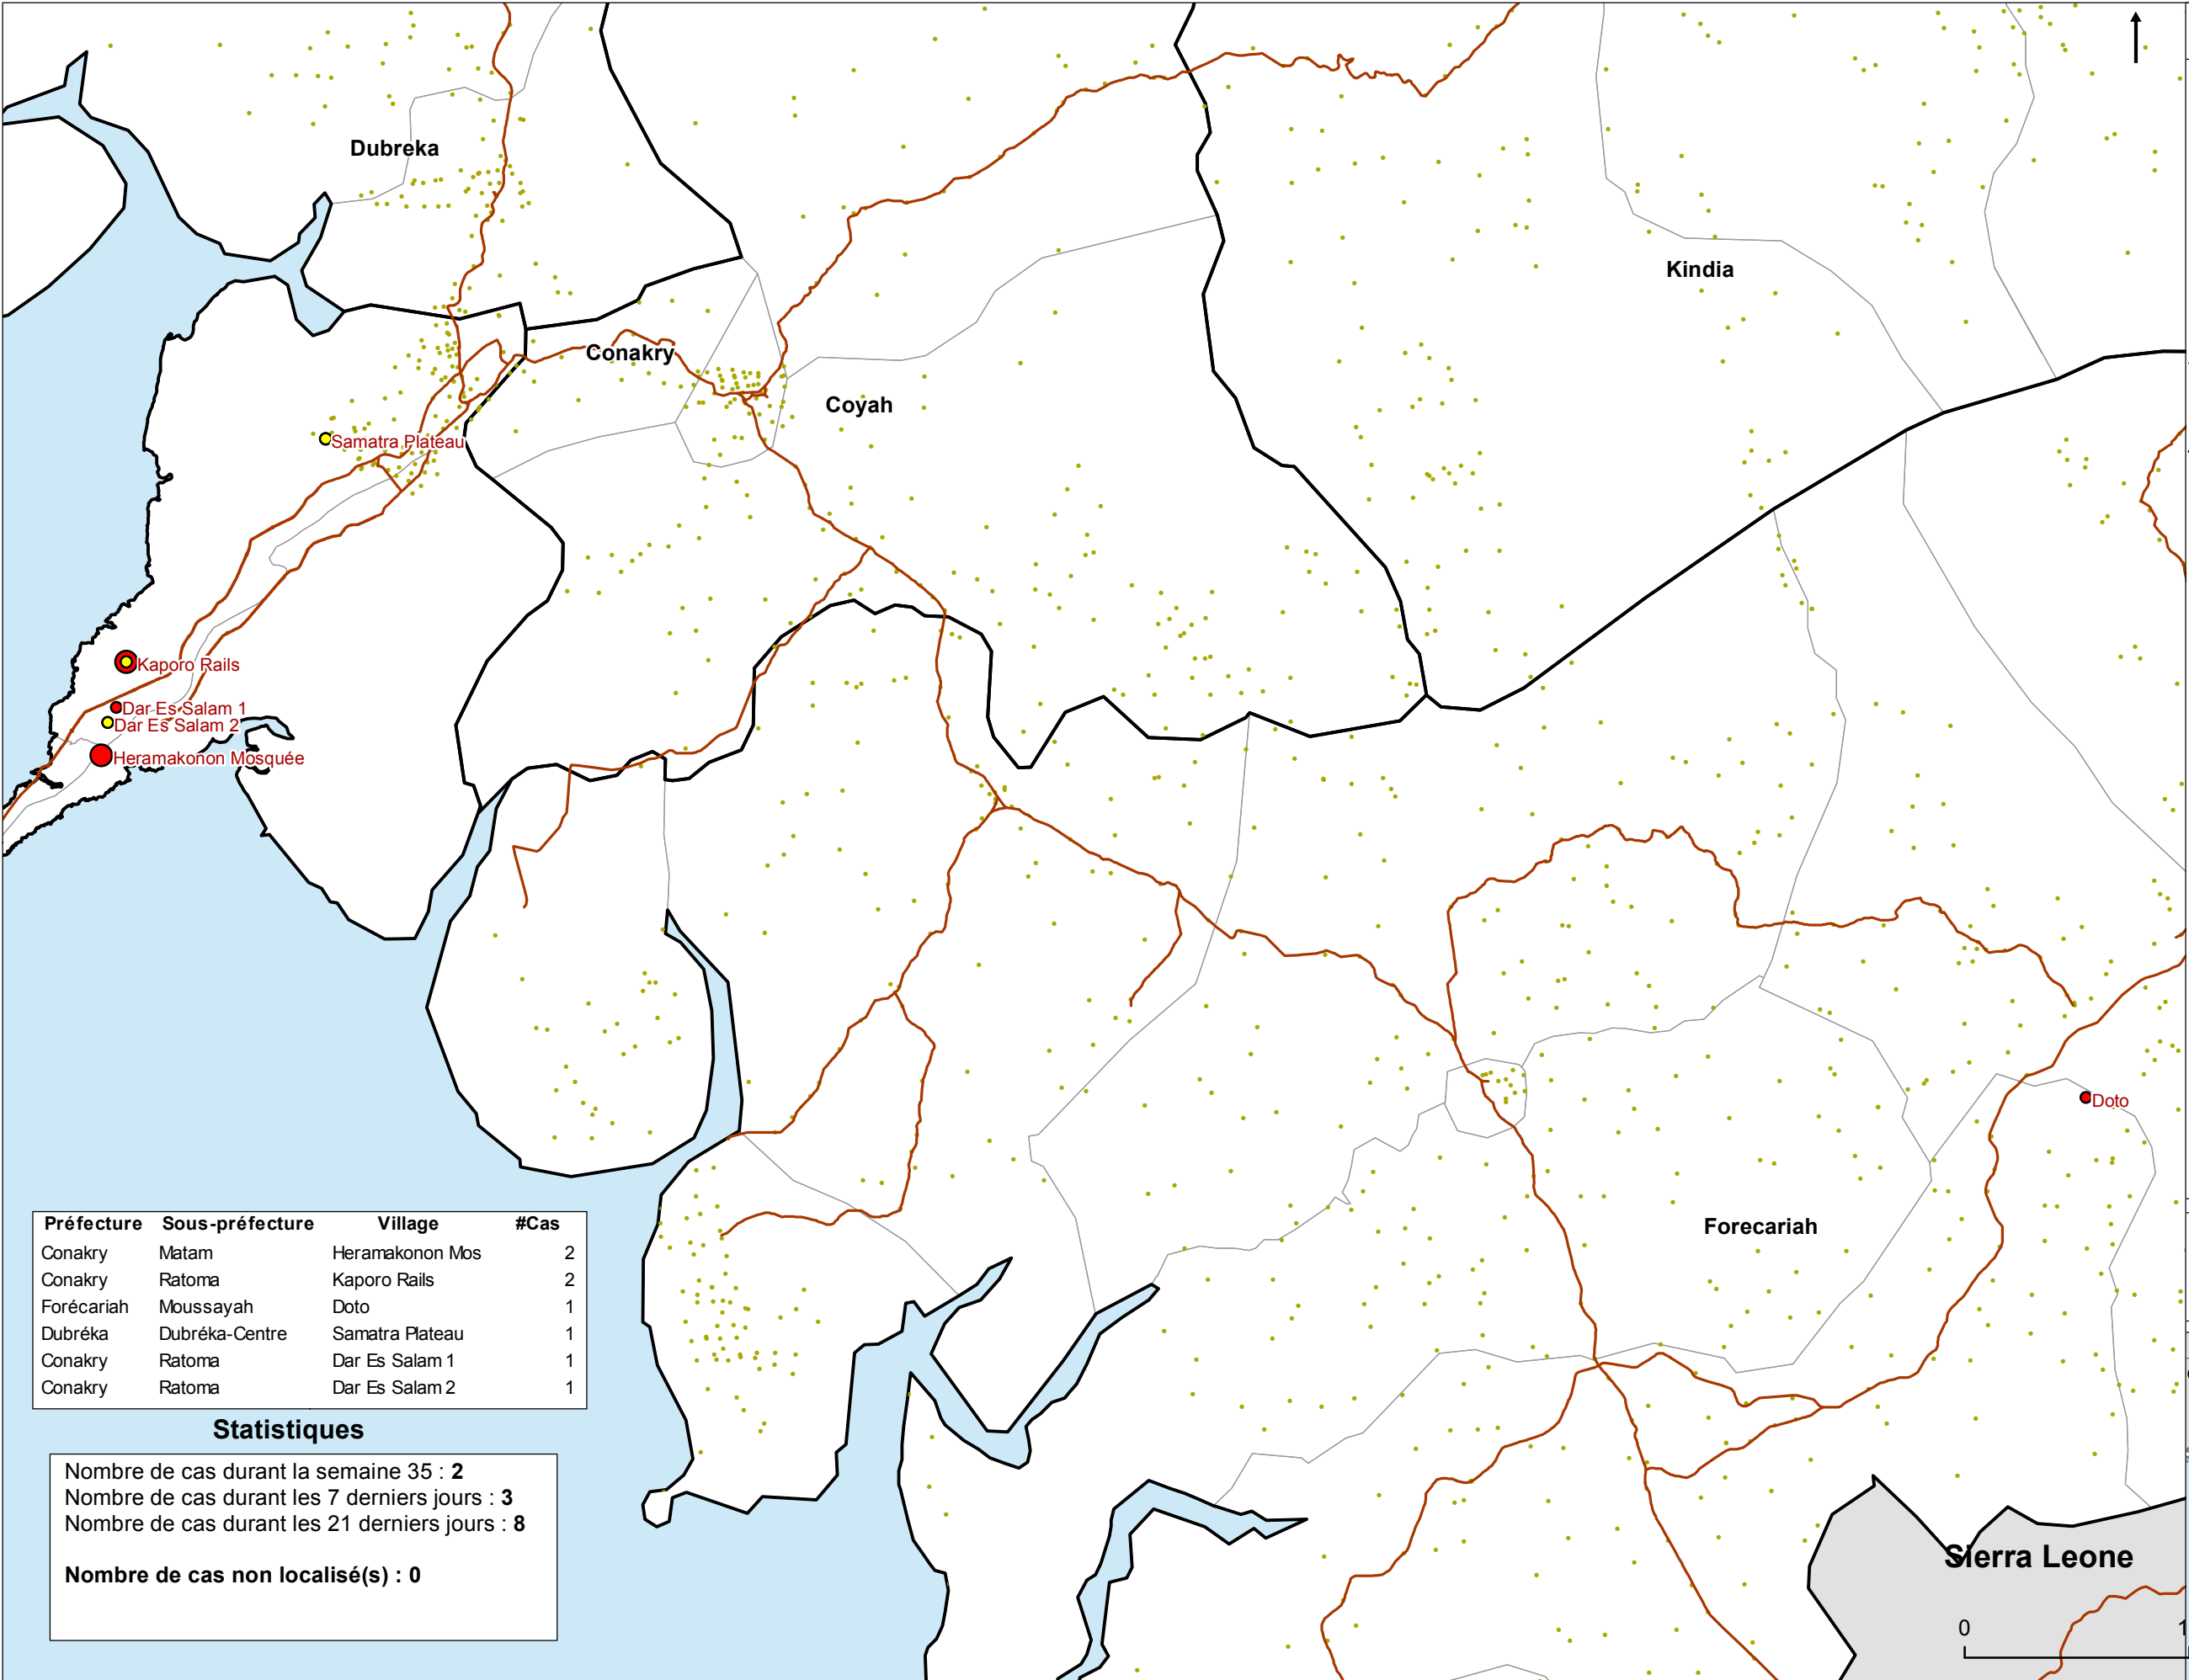 Dubreka
Kindia
Conakry
Coyah
Samatra Plateau
Kaporo Rails
Dar Es Salam 1
Dar Es Salam 2
Heramakonon Mosquée
Doto
Forecariah
Préfecture Sous-préfecture Village #Cas
Conakry Matam Heramakonon Mos 2
Conakry Ratoma Kaporo Rails 2
Forécariah Moussayah Doto 1
Dubréka Dubréka-Centre Samatra Plateau 1
Conakry Ratoma Dar Es Salam 1 1
Conakry Ratoma Dar Es Salam 2 1
Statistiques
Nombre de cas durant la semaine 35 : 2
Nombre de cas durant les 7 derniers jours : 3
Nombre de cas durant les 21 derniers jours : 8
Nombre de cas non localisé(s) : 0
Sierra Leone
0